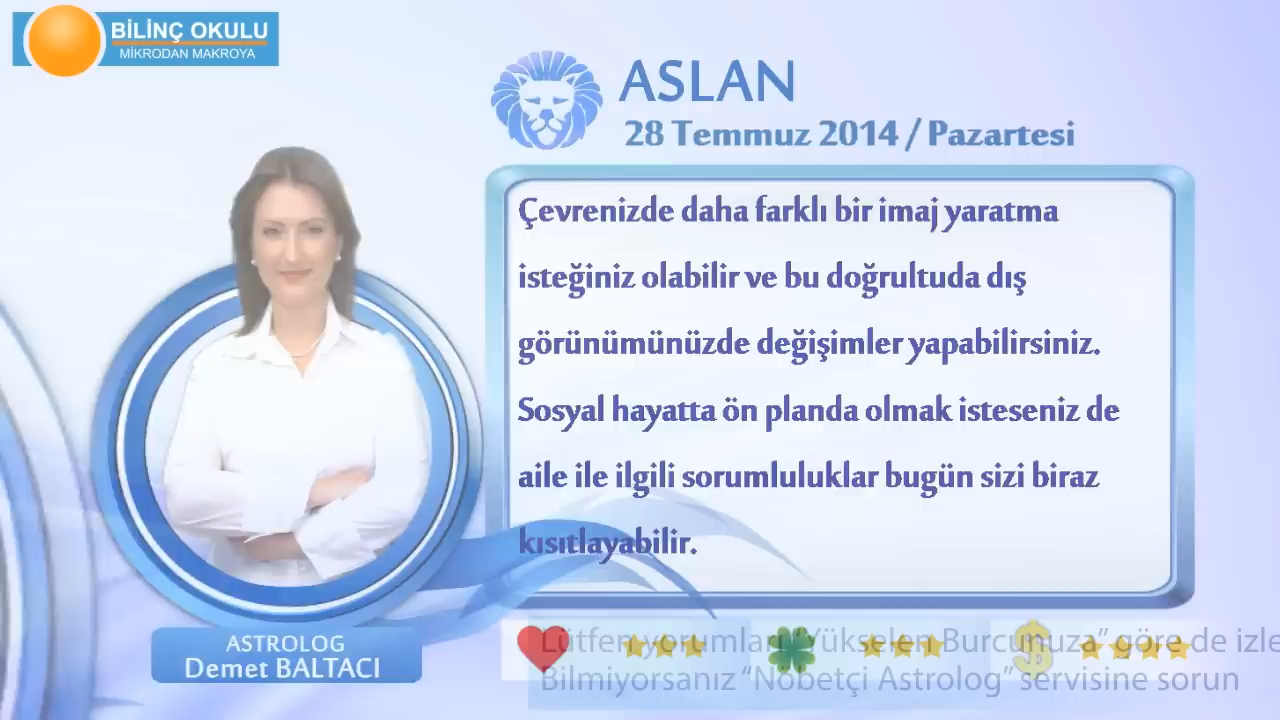 BİLİNÇ OKULU
MİKRODAN MAKROYA
ASLAN
28 Temmuz 2014 / Pazartesi
Çevrenizde daha farklı bir imaj yaratma
isteğiniz olabilir ve bu doğrultuda dış
görünümünüzde değişimler yapabilirsiniz.
Sosyal hayatta ön planda olmak isteseniz de
aile ile ilgili sorumluluklar bugün sizi biraz
kısıtlayabilir.
ASTROLOG
Demet BALTACI
Lütfen yorumları "Yükselen Burcunuza" göre de izle
Bilmiyorsanız "Nöbetçi Astrolog" servisine sorun